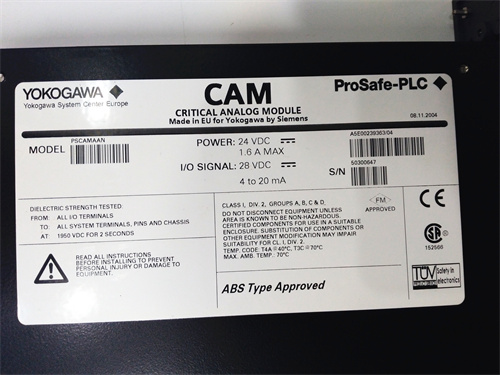 YOKOGAWA
Yokogawa System Center Europe
CAM
CRITICAL ANALOG MODULE
Made in EU for Yokogawa by Siemens
ProSafe-PLC
08.11.2004
MODEL PSCAMAAN
POWER: 24 VDC
1.6 A MAX
I/O SIGNAL: 28 VDC
4 to 20 mA
A5E00239363/04
S/N 50300647
DIELECTRIC STRENGTH TESTED:
FROM ALL I/O TERMINALS
TO ALL SYSTEM TERMINALS, PINS AND CHASSIS
AT 1950 VDC FOR 2 SECONDS
READ ALL INSTRUCTIONS
BEFORE INSTALLING TO PREVENT
PERSONAL INJURY OR DAMAGE TO
EQUIPMENT.
CLASS I, DIV. 2, GROUPS A, B, C & D,
DO NOT DISCONNECT EQUIPMENT UNLESS
AREA IS KNOWN TO BE NON-HAZARDOUS.
CERTIFIED COMPONENTS FOR USE IN A SUITABLE
ENCLOSURE. SUBSTITUTION OF COMPONENTS OR
OTHER EQUIPMENT MODIFICATION MAY IMPAIR
SUITABILITY FOR CL. I, DIV. 2.
TEMP. CODE: T4A@40°C, T3C@70°C
MAX. AMB. TEMP.: 70°C
FM
APPROVED
CE
SA
152560
ABS Type Approved
TÜV
Safety in
electronics